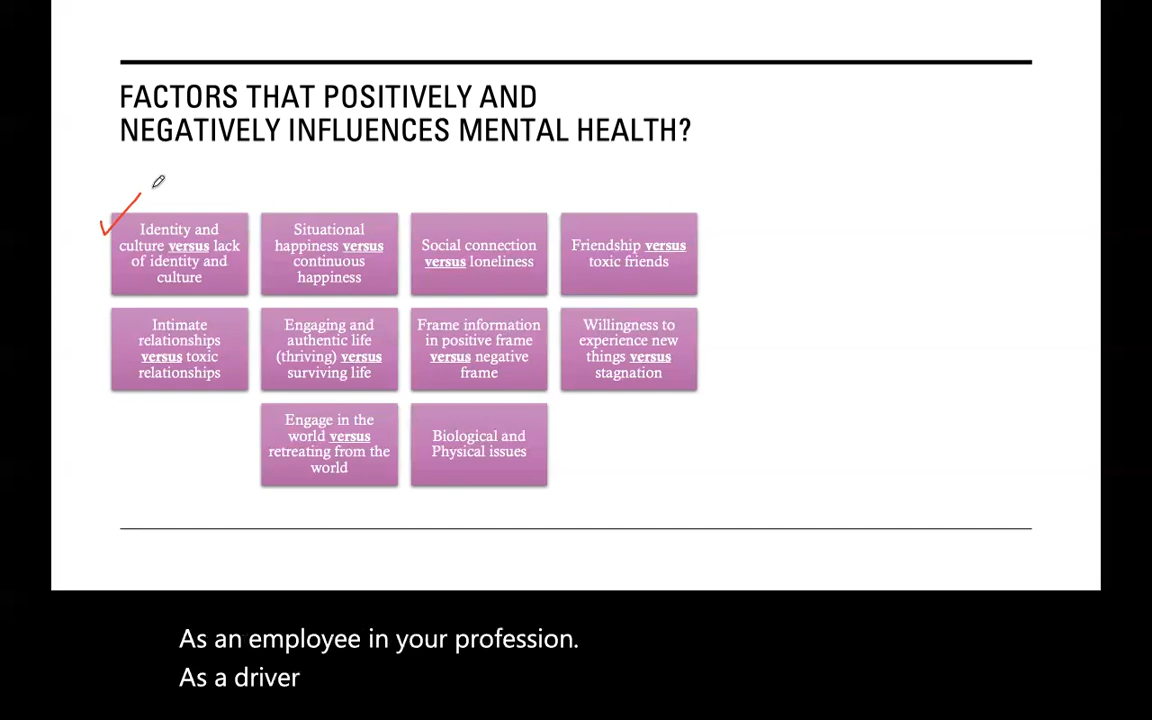 FACTORS THAT POSITIVELY AND
NEGATIVELY INFLUENCES MENTAL HEALTH?
Identity and
culture versus lack
of identity and
culture
Situational
happiness versus
continuous
happiness
Social connection
versus loneliness
Friendship versus
toxic friends
Intimate
relationships
versus toxic
relationships
Engaging and
authentic life
(thriving) versus
surviving life
Frame information
in positive frame
versus negative
frame
Willingness to
experience new
things versus
stagnation
Engage in the
world versus
retreating from the
world
Biological and
Physical issues
As an employee in your profession.
As a driver